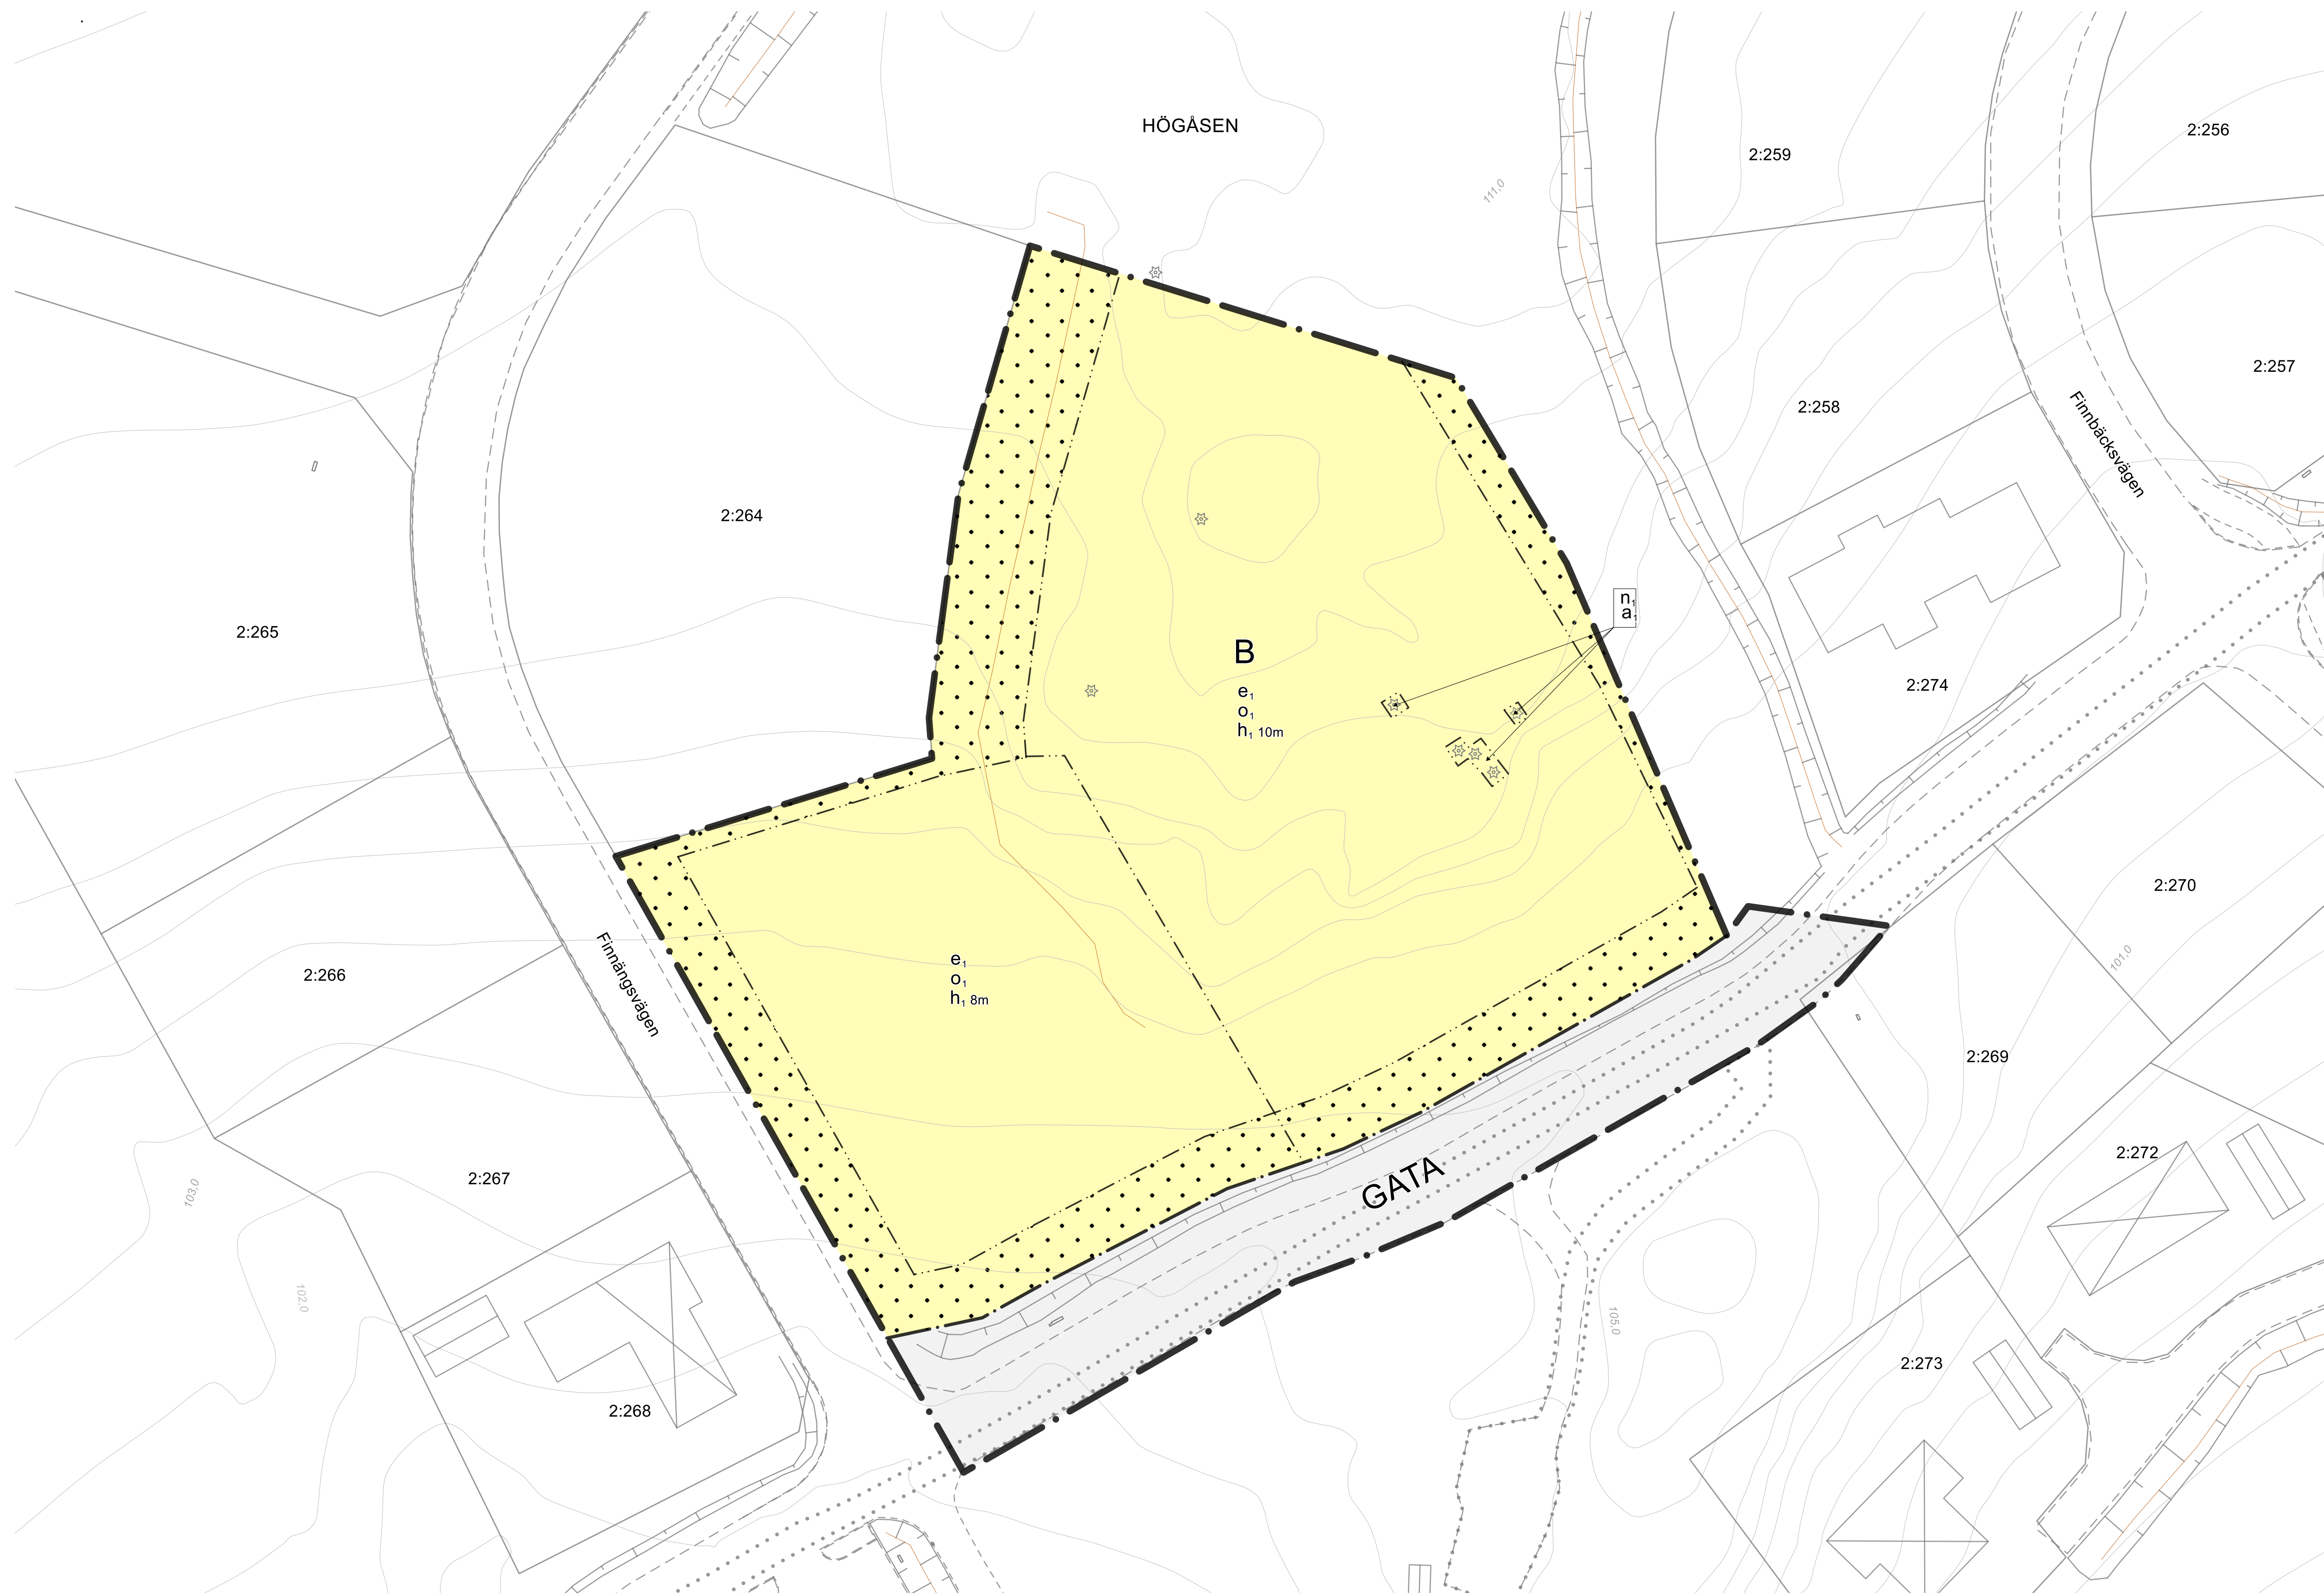 HÖGÅSEN
2:256
2:259
111,0
2:257
2:258
Finnbäcksvägen
2:264
n₁
a₁
2:265
B
e₁
o₁
h₁ 10m
2:274
2:270
Finnängsvägen
e₁
o₁
h₁ 8m
2:266
101,0
2:269
2:272
2:267
GATA
103,0
102,0
105,0
2:273
2:268